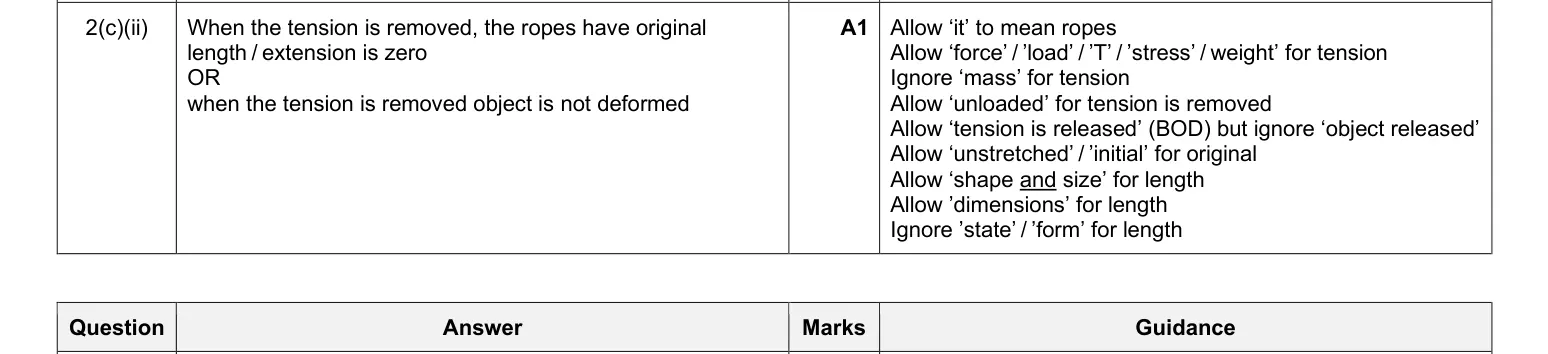 2(c)(ii)
When the tension is removed, the ropes have original
length / extension is zero
OR
when the tension is removed object is not deformed
A1
Allow ‘it’ to mean ropes
Allow ‘force’ / ’load’ / ’T’ / ’stress’ / weight’ for tension
Ignore ‘mass’ for tension
Allow ‘unloaded’ for tension is removed
Allow ‘tension is released’ (BOD) but ignore ‘object released’
Allow ‘unstretched’ / ’initial’ for original
Allow ‘shape and size’ for length
Allow ’dimensions’ for length
Ignore ’state’ / ’form’ for length
Question Answer Marks Guidance